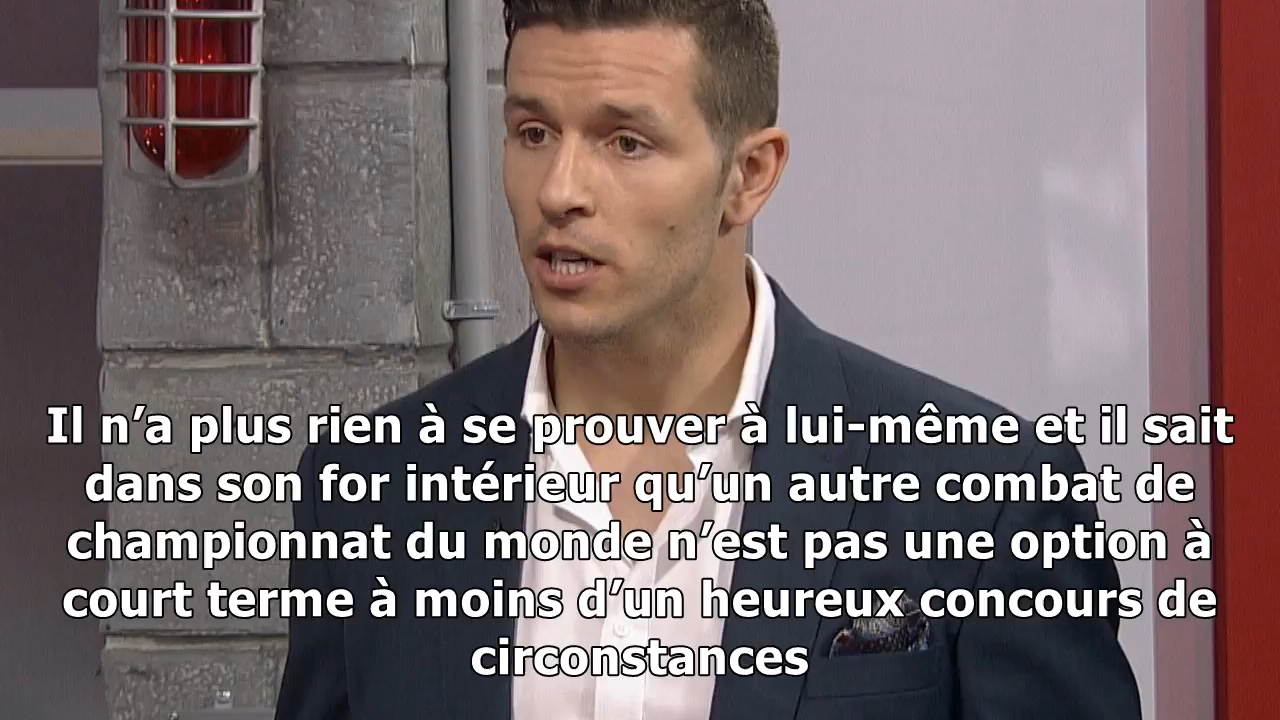 Il n’a plus rien à se prouver à lui-même et il sait
dans son for intérieur qu’un autre combat de
championnat du monde n’est pas une option à
court terme à moins d’un heureux concours de
circonstances